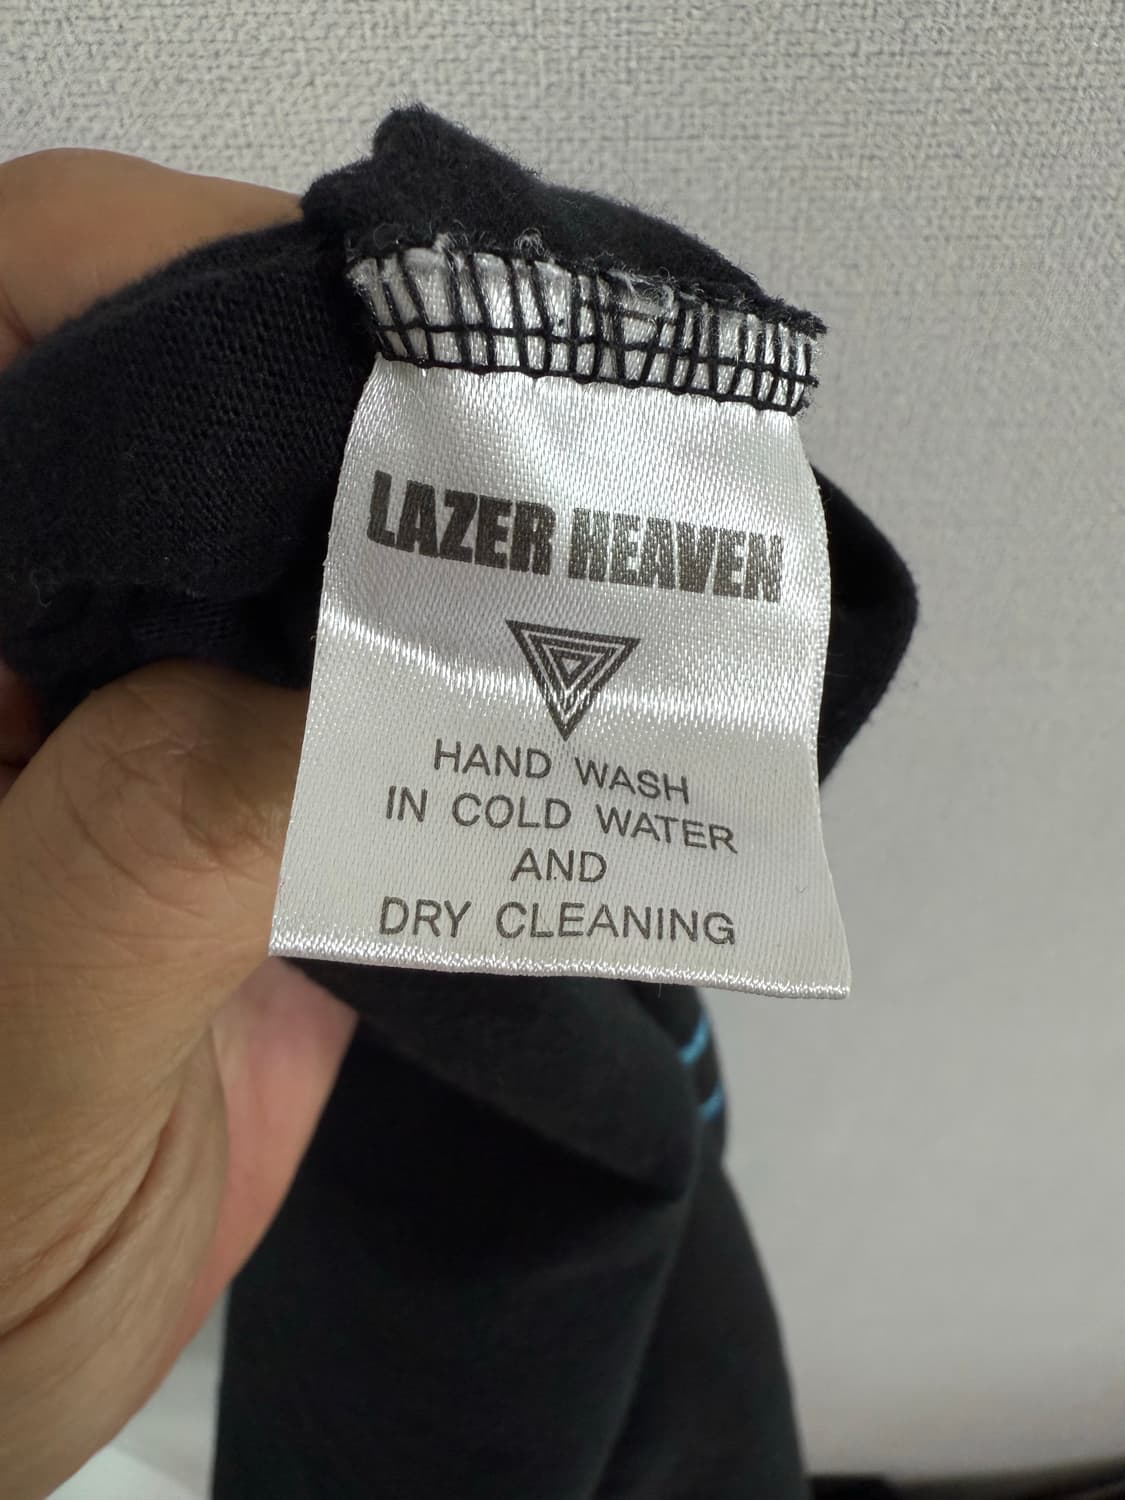 LAZER HEAVEN
HAND WASH
IN COLD WATER
AND
DRY CLEANING